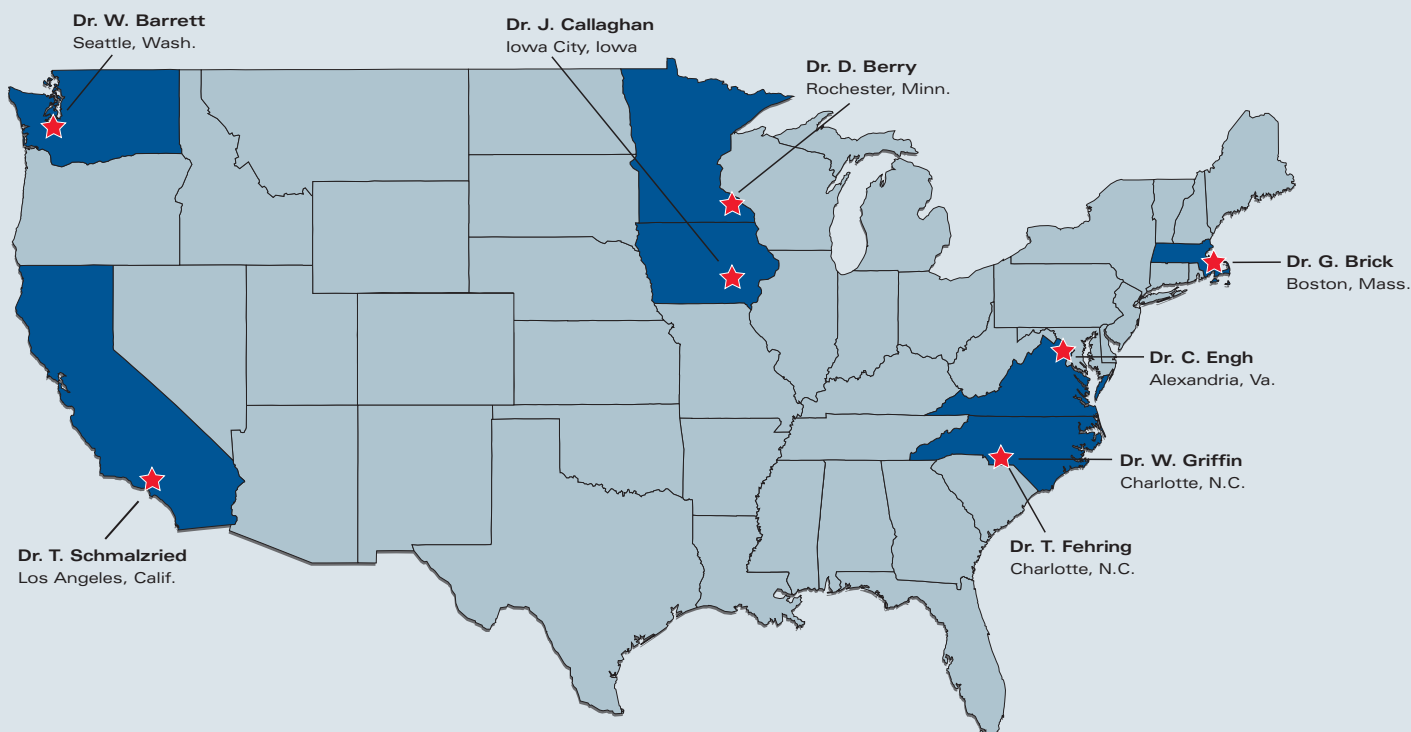 Dr. W. Barrett
Seattle, Wash.
Dr. J. Callaghan
Iowa City, Iowa
Dr. D. Berry
Rochester, Minn.
Dr. G. Brick
Boston, Mass.
Dr. C. Engh
Alexandria, Va.
Dr. W. Griffin
Charlotte, N.C.
Dr. T. Fehring
Charlotte, N.C.
Dr. T. Schmalzried
Los Angeles, Calif.